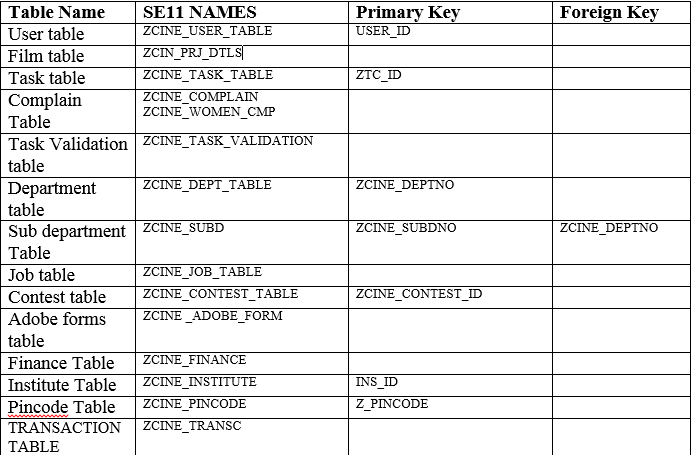 Table Name SE11 NAMES Primary Key Foreign Key
User table ZCINE_USER_TABLE USER_ID
Film table ZCIN_PRJ_DTLS
Task table ZCINE_TASK_TABLE ZTC_ID
Complain ZCINE_COMPLAIN
Table ZCINE_WOMEN_CMP
Task Validation ZCINE_TASK_VALIDATION
table
Department ZCINE_DEPT_TABLE ZCINE_DEPTNO
table
Sub department ZCINE_SUBD ZCINE_SUBDNO ZCINE_DEPTNO
Table
Job table ZCINE_JOB_TABLE
Contest table ZCINE_CONTEST_TABLE ZCINE_CONTEST_ID
Adobe forms ZCINE _ADOBE_FORM
table
Finance Table ZCINE_FINANCE
Institute Table ZCINE_INSTITUTE INS_ID
Pincode Table ZCINE_PINCODE Z_PINCODE
TRANSACTION ZCINE_TRANSC
TABLE